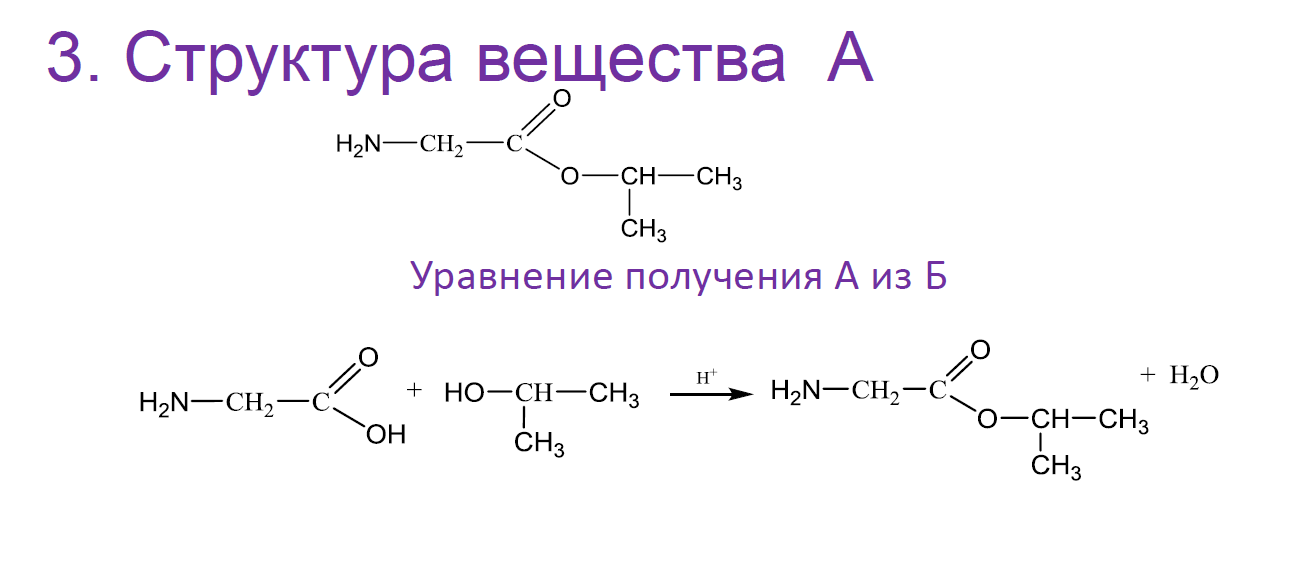 3. Структура вещества А
O
H₂N—CH₂—C
O—CH—CH₃
CH₃
Уравнение получения А из Б
O
H₂N—CH₂—C
OH
+
HO—CH—CH₃
CH₃
H⁺
O
H₂N—CH₂—C
O—CH—CH₃
CH₃
+ H₂O